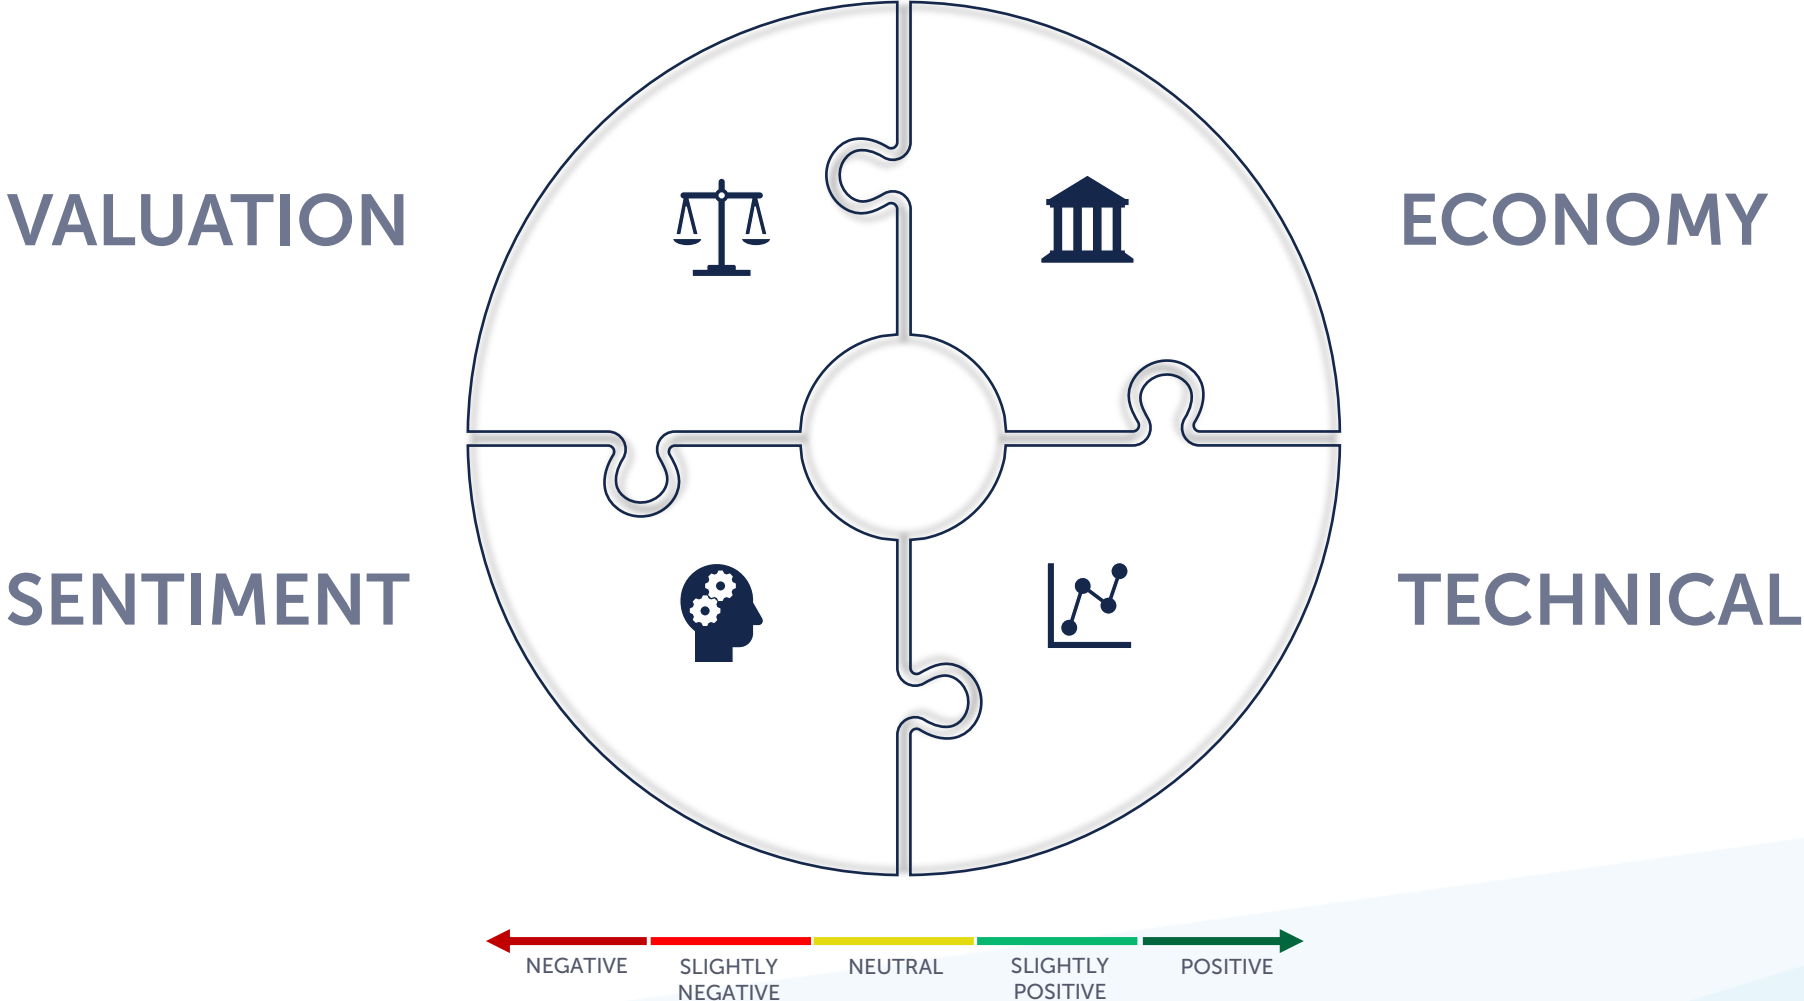 VALUATION
ECONOMY
SENTIMENT
TECHNICAL
NEGATIVE
SLIGHTLY
NEGATIVE
NEUTRAL
SLIGHTLY
POSITIVE
POSITIVE